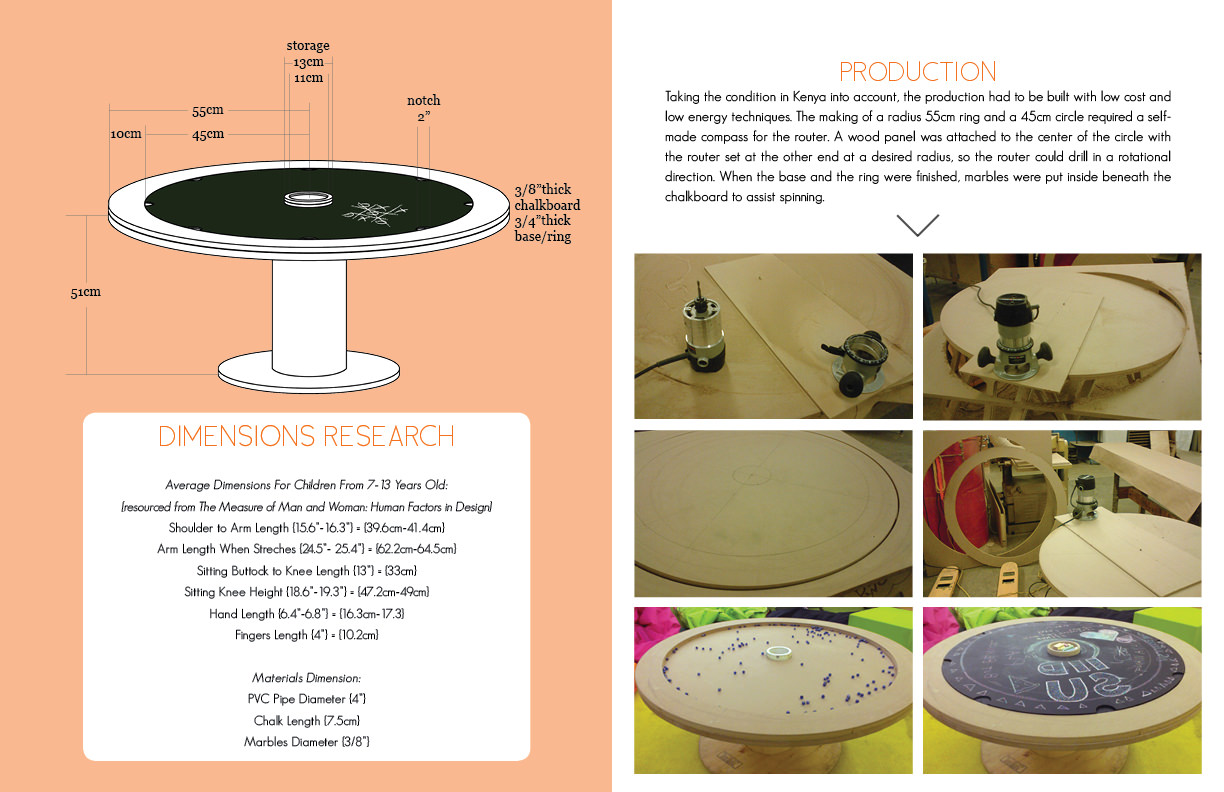 storage
13cm
11cm
55cm
notch
2”
10cm
45cm
3/8”thick
chalkboard
3/4”thick
base/ring
51cm
DIMENSIONS RESEARCH
Average Dimensions For Children From 7-13 Years Old:
[resourced from The Measure of Man and Woman: Human Factors in Design]
Shoulder to Arm Length (15.6"-16.3") = (39.6cm-41.4cm)
Arm Length When Streches (24.5"- 25.4") = (62.2cm-64.5cm)
Sitting Buttock to Knee Length (13") = (33cm)
Sitting Knee Height (18.6"-19.3") = (47.2cm-49cm)
Hand Length (6.4"-6.8") = (16.3cm-17.3)
Fingers Length (4") = (10.2cm)
Materials Dimension:
PVC Pipe Diameter (4")
Chalk Length (7.5cm)
Marbles Diameter (3/8")
PRODUCTION
Taking the condition in Kenya into account, the production had to be built with low cost and
low energy techniques. The making of a radius 55cm ring and a 45cm circle required a self-
made compass for the router. A wood panel was attached to the center of the circle with
the router set at the other end at a desired radius, so the router could drill in a rotational
direction. When the base and the ring were finished, marbles were put inside beneath the
chalkboard to assist spinning.